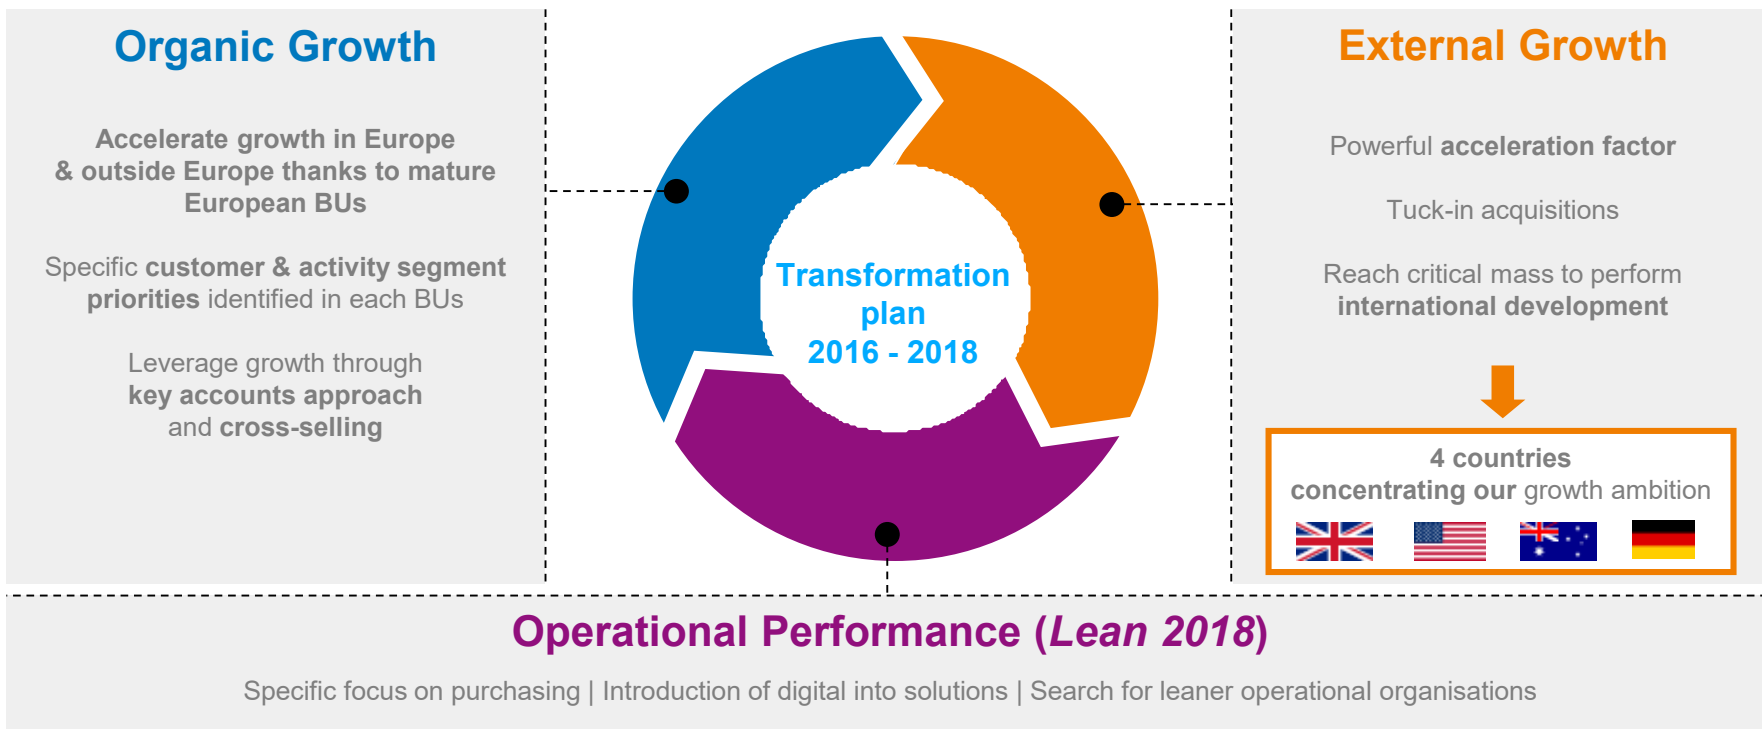 Organic Growth
Accelerate growth in Europe
& outside Europe thanks to mature
European BUs
Specific customer & activity segment
priorities identified in each BUs
Leverage growth through
key accounts approach
and cross-selling
Transformation
plan
2016 - 2018
External Growth
Powerful acceleration factor
Tuck-in acquisitions
Reach critical mass to perform
international development
4 countries
concentrating our growth ambition
Operational Performance (Lean 2018)
Specific focus on purchasing | Introduction of digital into solutions | Search for leaner operational organisations